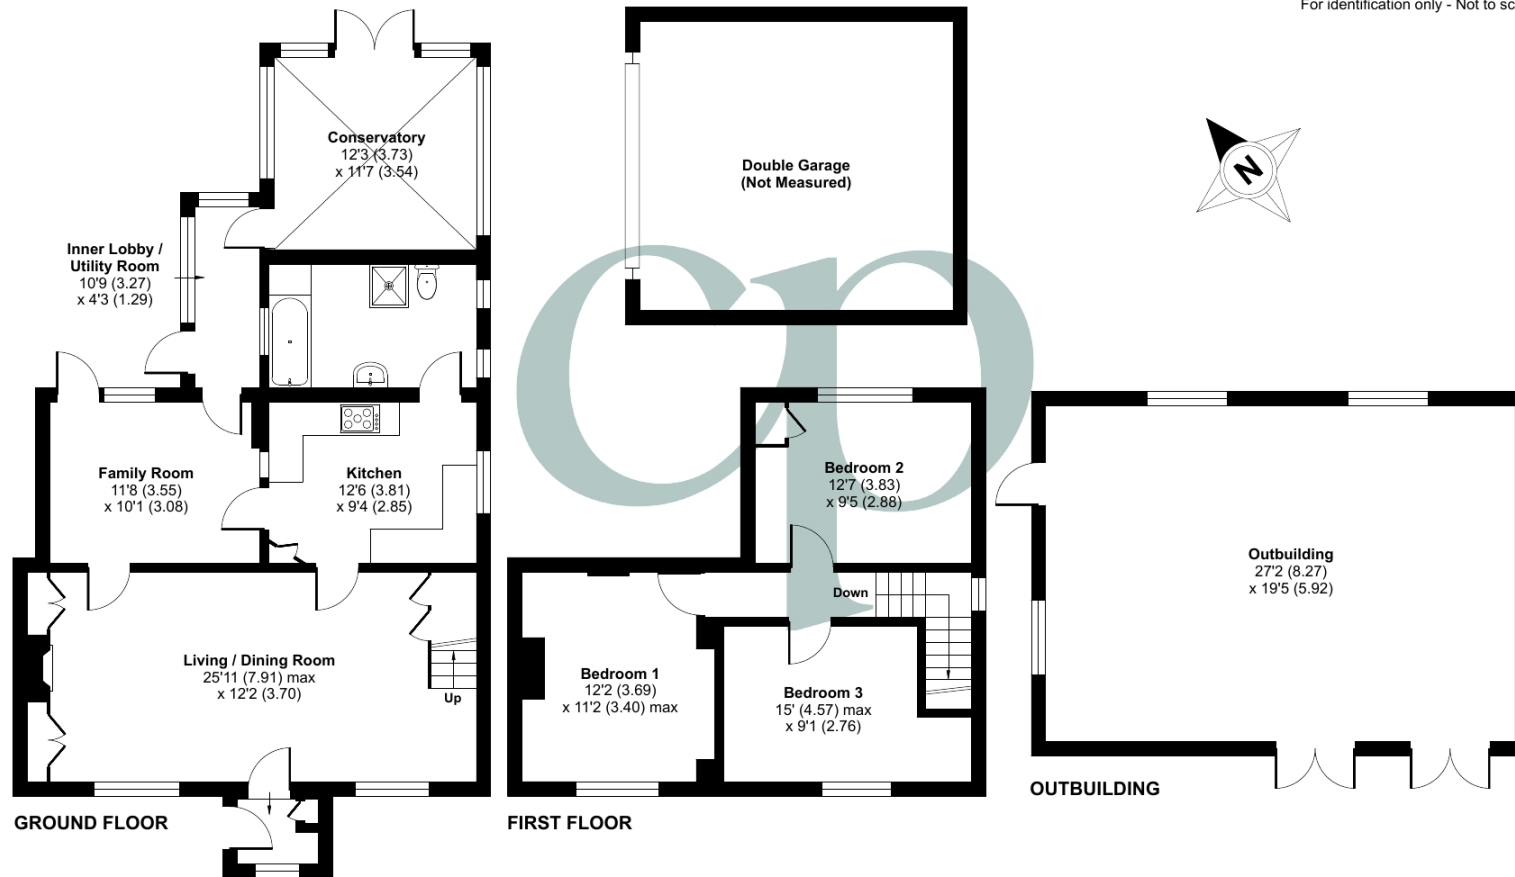 For identification only - Not to sc
Conservatory
12'3 (3.73)
x 11'7 (3.54)
Double Garage
(Not Measured)
N
Inner Lobby /
Utility Room
10'9 (3.27)
x 4'3 (1.29)
cp
Family Room
11'8 (3.55)
x 10'1 (3.08)
Kitchen
12'6 (3.81)
x 9'4 (2.85)
Bedroom 2
12'7 (3.83)
x 9'5 (2.88)
Outbuilding
27'2 (8.27)
x 19'5 (5.92)
Down
Living / Dining Room
25'11 (7.91) max
x 12'2 (3.70)
Up
Bedroom 1
12'2 (3.69)
x 11'2 (3.40) max
Bedroom 3
15' (4.57) max
x 9'1 (2.76)
OUTBUILDING
GROUND FLOOR
FIRST FLOOR